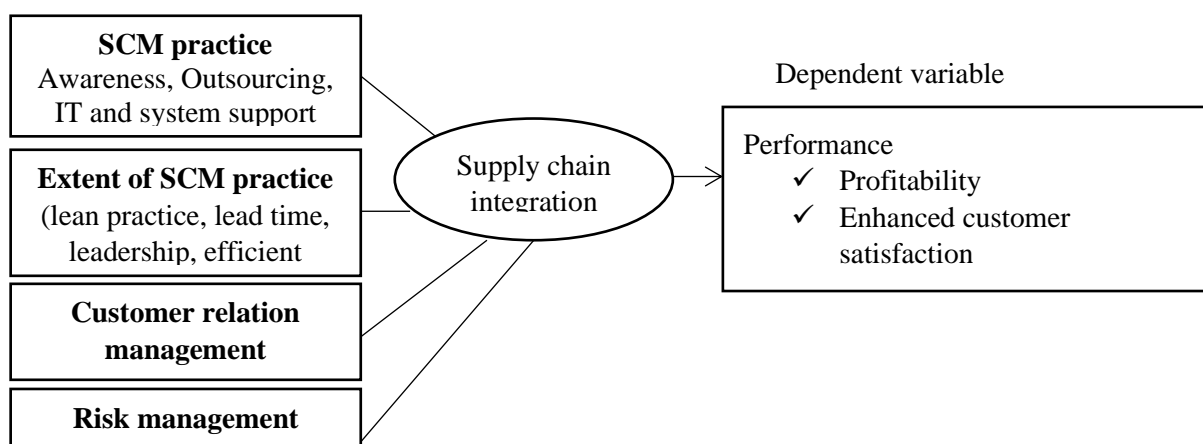 SCM practice
Awareness, Outsourcing,
IT and system support
Extent of SCM practice
(lean practice, lead time,
leadership, efficient
Customer relation
management
Risk management
Supply chain
integration
Dependent variable
Performance
✓ Profitability
✓ Enhanced customer
satisfaction